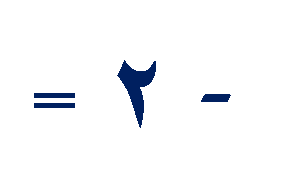 - ٢ =